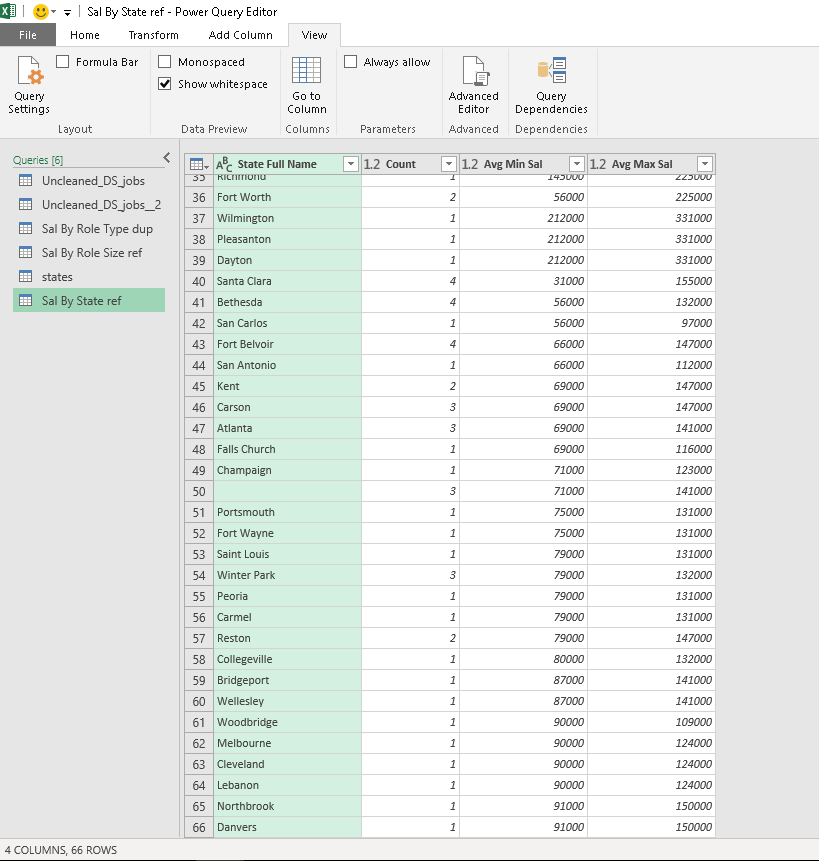 Sal By State ref - Power Query Editor
File Home Transform Add Column View
Formula Bar Monospaced Always allow
Show whitespace
Query Settings Go to Column Advanced Editor Query Dependencies
Layout Data Preview Columns Parameters Advanced Dependencies
Queries [6]
Uncleaned_DS_jobs
Uncleaned_DS_jobs__2
Sal By Role Type dup
Sal By Role Size ref
states
Sal By State ref
ABC State Full Name 1.2 Count 1.2 Avg Min Sal 1.2 Avg Max Sal
35 Richmond 1 145000 225000
36 Fort Worth 2 56000 225000
37 Wilmington 1 212000 331000
38 Pleasanton 1 212000 331000
39 Dayton 1 212000 331000
40 Santa Clara 4 31000 155000
41 Bethesda 4 56000 132000
42 San Carlos 1 56000 97000
43 Fort Belvoir 4 66000 147000
44 San Antonio 1 66000 112000
45 Kent 2 69000 147000
46 Carson 3 69000 147000
47 Atlanta 3 69000 141000
48 Falls Church 1 69000 116000
49 Champaign 1 71000 123000
50 3 71000 141000
51 Portsmouth 1 75000 131000
52 Fort Wayne 1 75000 131000
53 Saint Louis 1 79000 131000
54 Winter Park 3 79000 132000
55 Peoria 1 79000 131000
56 Carmel 1 79000 131000
57 Reston 2 79000 147000
58 Collegeville 1 80000 132000
59 Bridgeport 1 87000 141000
60 Wellesley 1 87000 141000
61 Woodbridge 1 90000 109000
62 Melbourne 1 90000 124000
63 Cleveland 1 90000 124000
64 Lebanon 1 90000 124000
65 Northbrook 1 91000 150000
66 Danvers 1 91000 150000
4 COLUMNS, 66 ROWS